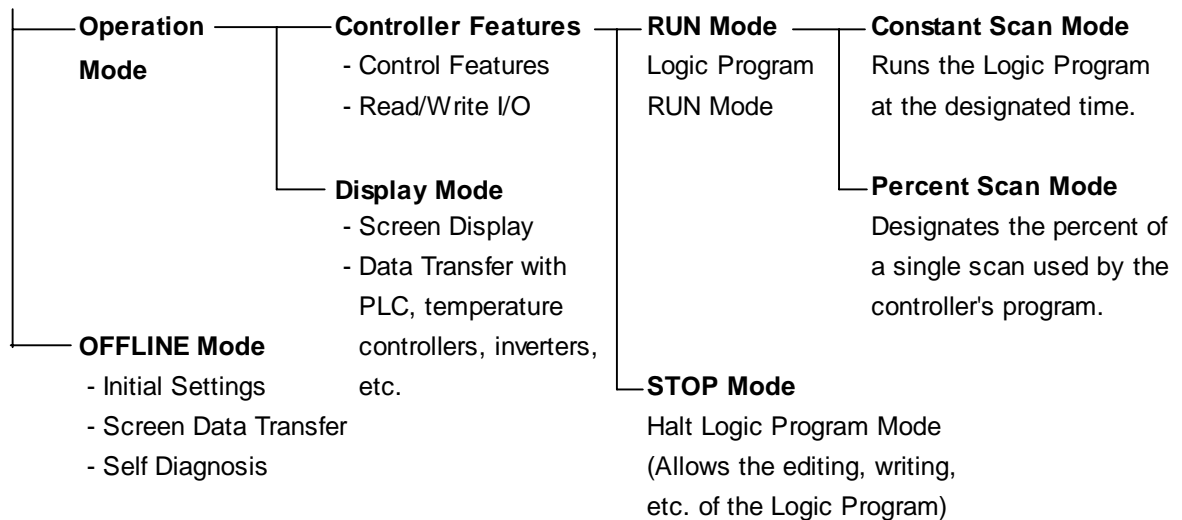 Operation
Mode
Controller Features
- Control Features
- Read/Write I/O
RUN Mode
Logic Program
RUN Mode
Constant Scan Mode
Runs the Logic Program
at the designated time.
Percent Scan Mode
Designates the percent of
a single scan used by the
controller's program.
Display Mode
- Screen Display
- Data Transfer with
PLC, temperature
controllers, inverters,
etc.
STOP Mode
Halt Logic Program Mode
(Allows the editing, writing,
etc. of the Logic Program)
OFFLINE Mode
- Initial Settings
- Screen Data Transfer
- Self Diagnosis